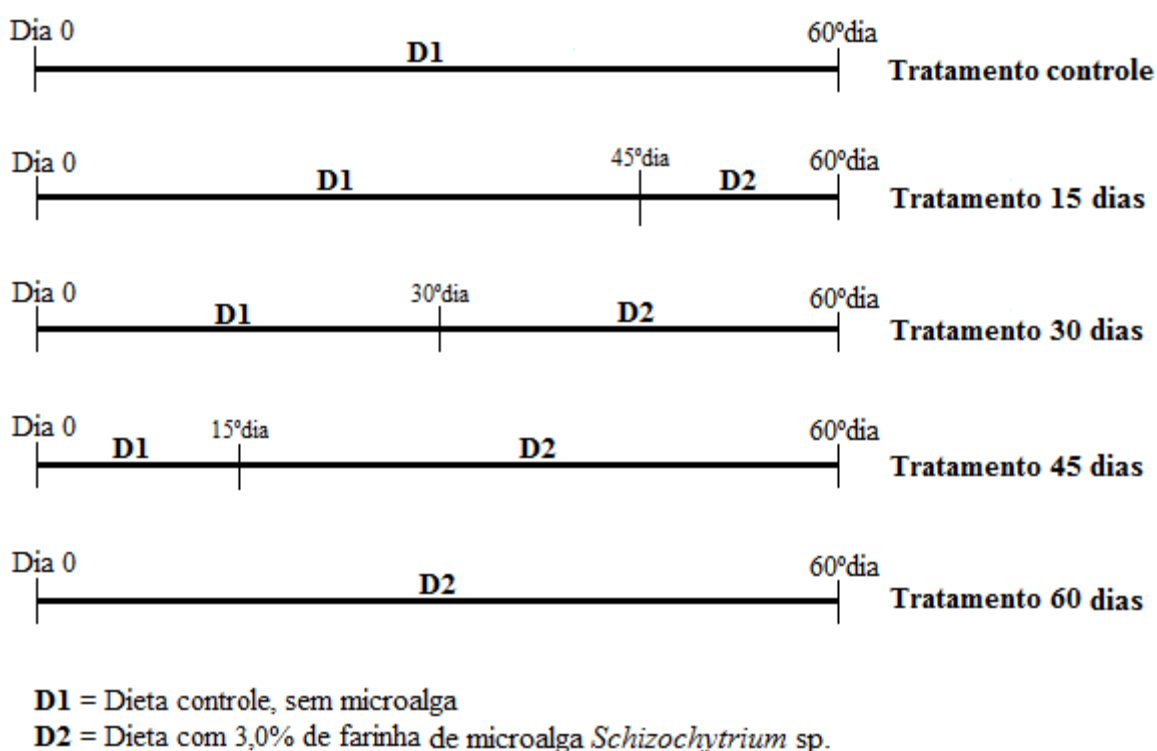 Dia 0 60ºdia
D1
Tratamento controle
Dia 0 45ºdia 60ºdia
D1 D2
Tratamento 15 dias
Dia 0 30ºdia 60ºdia
D1 D2
Tratamento 30 dias
Dia 0 15ºdia 60ºdia
D1 D2
Tratamento 45 dias
Dia 0 60ºdia
D2
Tratamento 60 dias
D1 = Dieta controle, sem microalga
D2 = Dieta com 3,0% de farinha de microalga Schizochytrium sp.